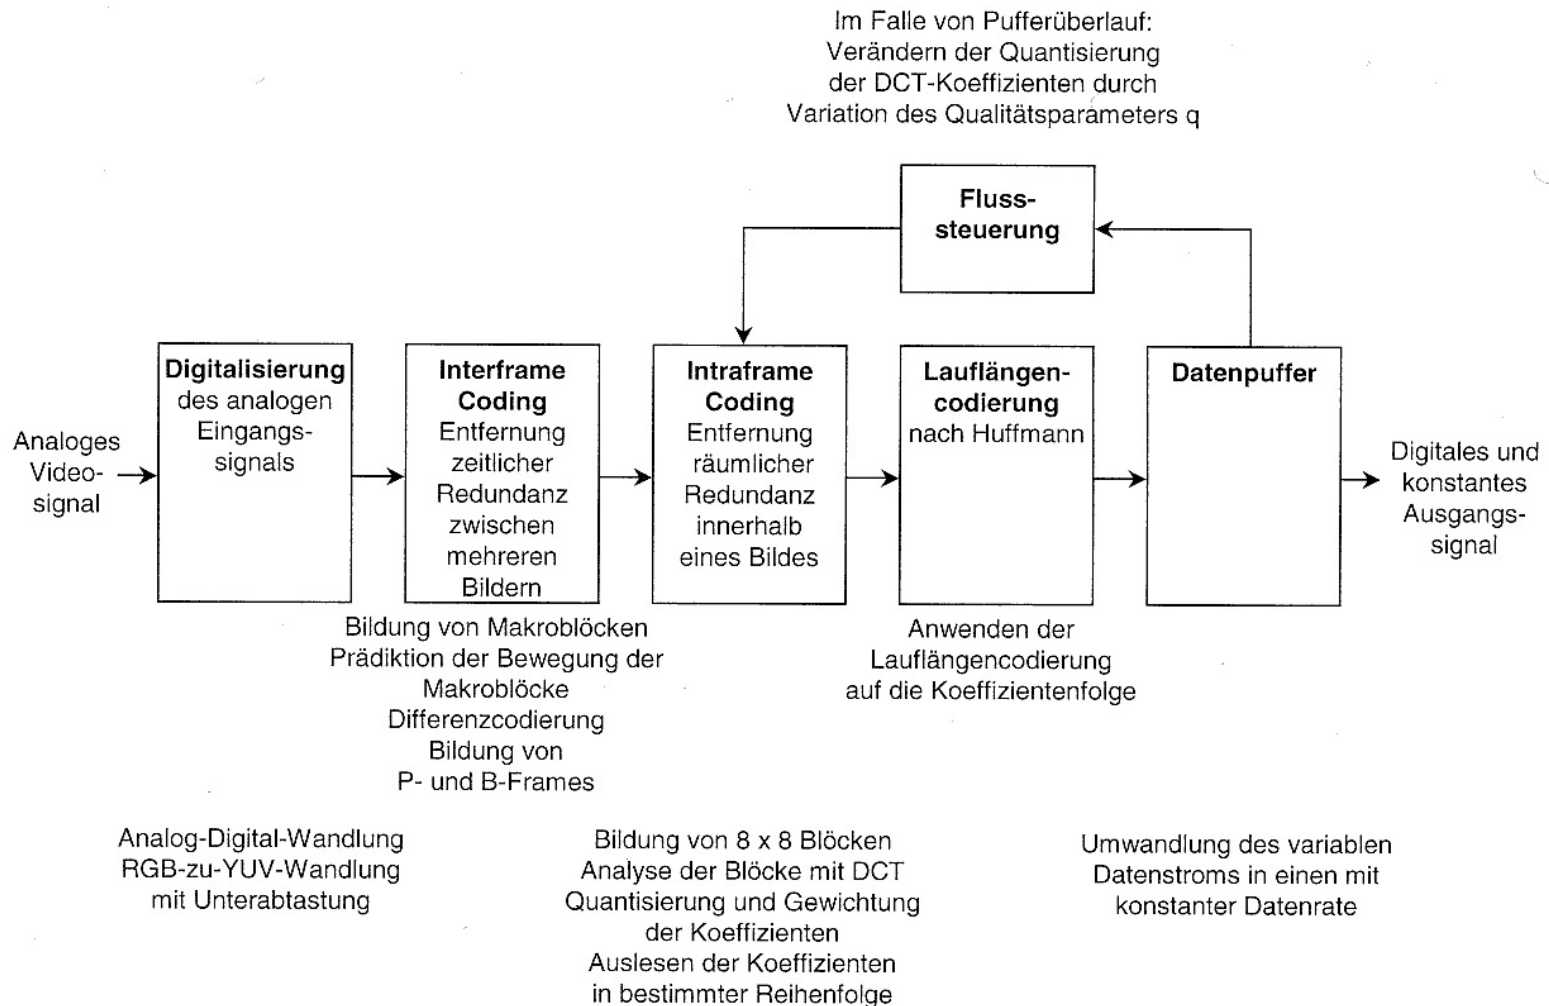 Im Falle von Pufferüberlauf:
Verändern der Quantisierung
der DCT-Koeffizienten durch
Variation des Qualitätsparameters q
Fluss-
steuerung
Analoges
Video-
signal
Digitalisierung
des analogen
Eingangs-
signals
Interframe
Coding
Entfernung
zeitlicher
Redundanz
zwischen
mehreren
Bildern
Intraframe
Coding
Entfernung
räumlicher
Redundanz
innerhalb
eines Bildes
Lauflängen-
codierung
nach Huffmann
Datenpuffer
Digitales und
konstantes
Ausgangs-
signal
Bildung von Makroblöcken
Prädiktion der Bewegung der
Makroblöcke
Differenzcodierung
Bildung von
P- und B-Frames
Anwenden der
Lauflängencodierung
auf die Koeffizientenfolge
Analog-Digital-Wandlung
RGB-zu-YUV-Wandlung
mit Unterabtastung
Bildung von 8 x 8 Blöcken
Analyse der Blöcke mit DCT
Quantisierung und Gewichtung
der Koeffizienten
Auslesen der Koeffizienten
in bestimmter Reihenfolge
Umwandlung des variablen
Datenstroms in einen mit
konstanter Datenrate